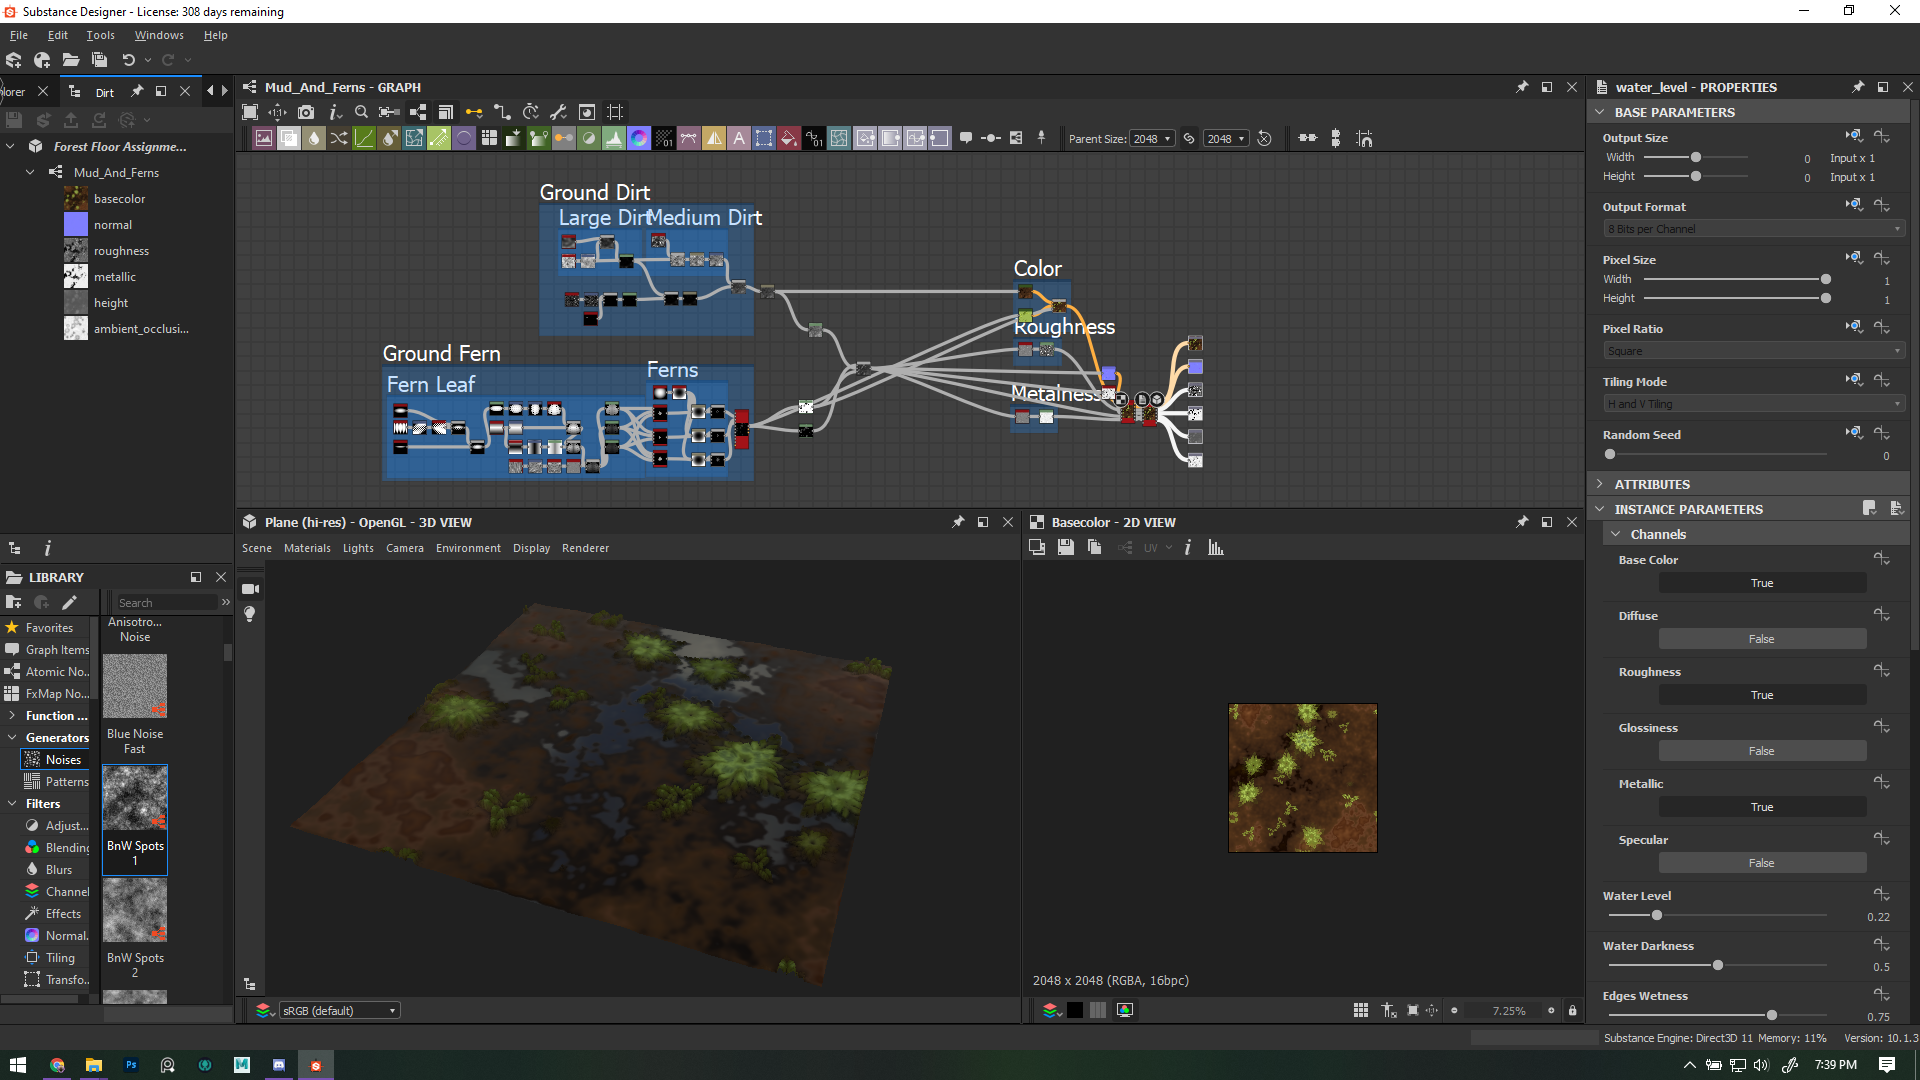 Substance Designer - License: 308 days remaining
File Edit Tools Windows Help
lorer Dirt
Forest Floor Assignme...
Mud_And_Ferns
basecolor
normal
roughness
metallic
height
ambient_occlusi...
Mud_And_Ferns - GRAPH
Parent Size: 2048 2048
Ground Dirt
Large Dirt
Medium Dirt
Color
Roughness
Metalness
Ground Fern
Fern Leaf
Ferns
LIBRARY
Search
Favorites
Graph Items
Atomic No...
FxMap No...
Function ...
Generators
Noises
Patterns
Filters
Adjust...
Blending
Blurs
Channel
Effects
Normal.
Tiling
Transfo...
Anisotro...
Noise
Blue Noise
Fast
BnW Spots
1
BnW Spots
2
Plane (hi-res) - OpenGL - 3D VIEW
Scene Materials Lights Camera Environment Display Renderer
sRGB (default)
Basecolor - 2D VIEW
UV
2048 x 2048 (RGBA, 16bpc)
7.25%
water_level - PROPERTIES
BASE PARAMETERS
Output Size
Width 0 Input x 1
Height 0 Input x 1
Output Format
8 Bits per Channel
Pixel Size
Width 1
Height 1
Pixel Ratio
Square
Tiling Mode
H and V Tiling
Random Seed
0
ATTRIBUTES
INSTANCE PARAMETERS
Channels
Base Color
True
Diffuse
False
Roughness
True
Glossiness
False
Metallic
True
Specular
False
Water Level
0.22
Water Darkness
0.5
Edges Wetness
0.75
Substance Engine: Direct3D 11 Memory: 11% Version: 10.1.3
7:39 PM